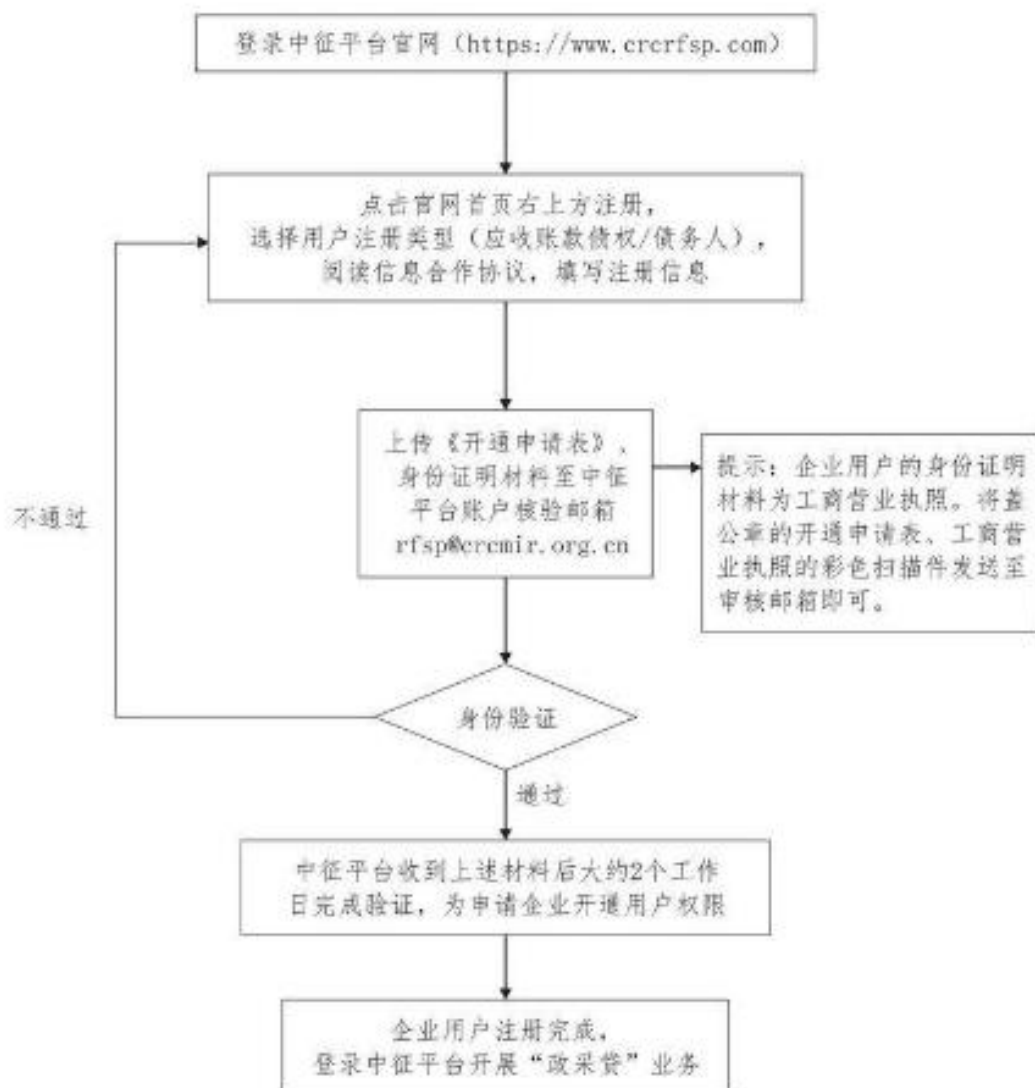 登录中征平台官网（https://www.crcrfsp.com）
点击官网首页右上方注册，
选择用户注册类型（应收账款债权/债务人），
阅读信息合作协议，填写注册信息
上传《开通申请表》、
身份证明材料至中征
平台账户核验邮箱
rfsp@crcmir.org.cn
提示：企业用户的身份证明
材料为工商营业执照。将盖
公章的开通申请表、工商营
业执照的彩色扫描件发送至
审核邮箱即可。
不通过
身份验证
通过
中征平台收到上述材料后大约2个工作
日完成验证，为申请企业开通用户权限
企业用户注册完成，
登录中征平台开展“政采贷”业务